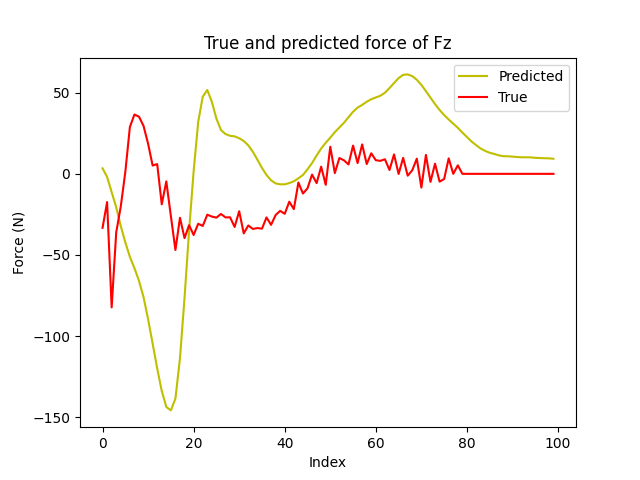 True and predicted force of Fz
Predicted
True
50
0
−50
−100
−150
Force (N)
0 20 40 60 80 100
Index